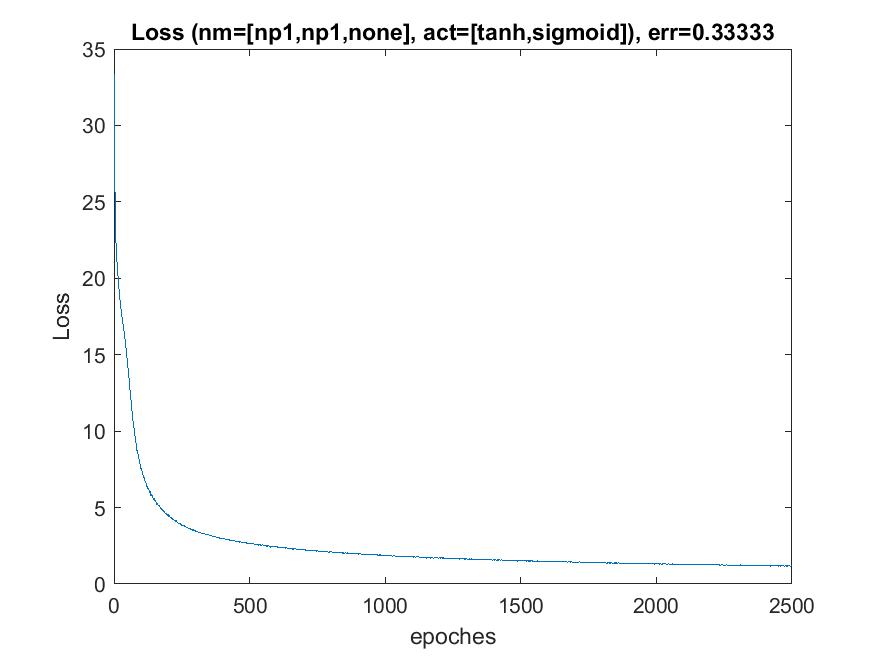 Loss (nm=[np1,np1,none], act=[tanh,sigmoid]), err=0.33333
35
30
25
20
15
10
5
0
Loss
0 500 1000 1500 2000 2500
epoches